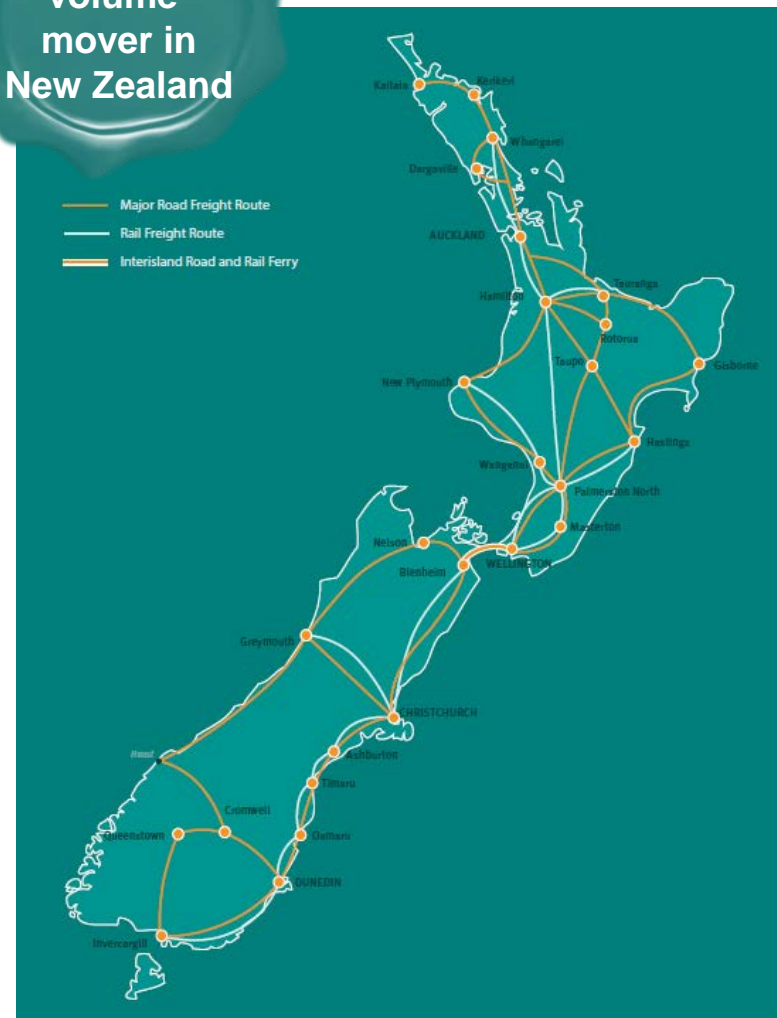 volume
mover in
New Zealand
Major Road Freight Route
Rail Freight Route
Interisland Road and Rail Ferry
Kaitaia
Kerikeri
Whangarei
Dargaville
AUCKLAND
Hamilton
Tauranga
Rotorua
Taupo
Gisborne
New Plymouth
Hastings
Wanganui
Palmerston North
Masterton
Nelson
WELLINGTON
Blenheim
Greymouth
CHRISTCHURCH
Haast
Ashburton
Timaru
Cromwell
Queenstown
Oamaru
DUNEDIN
Invercargill